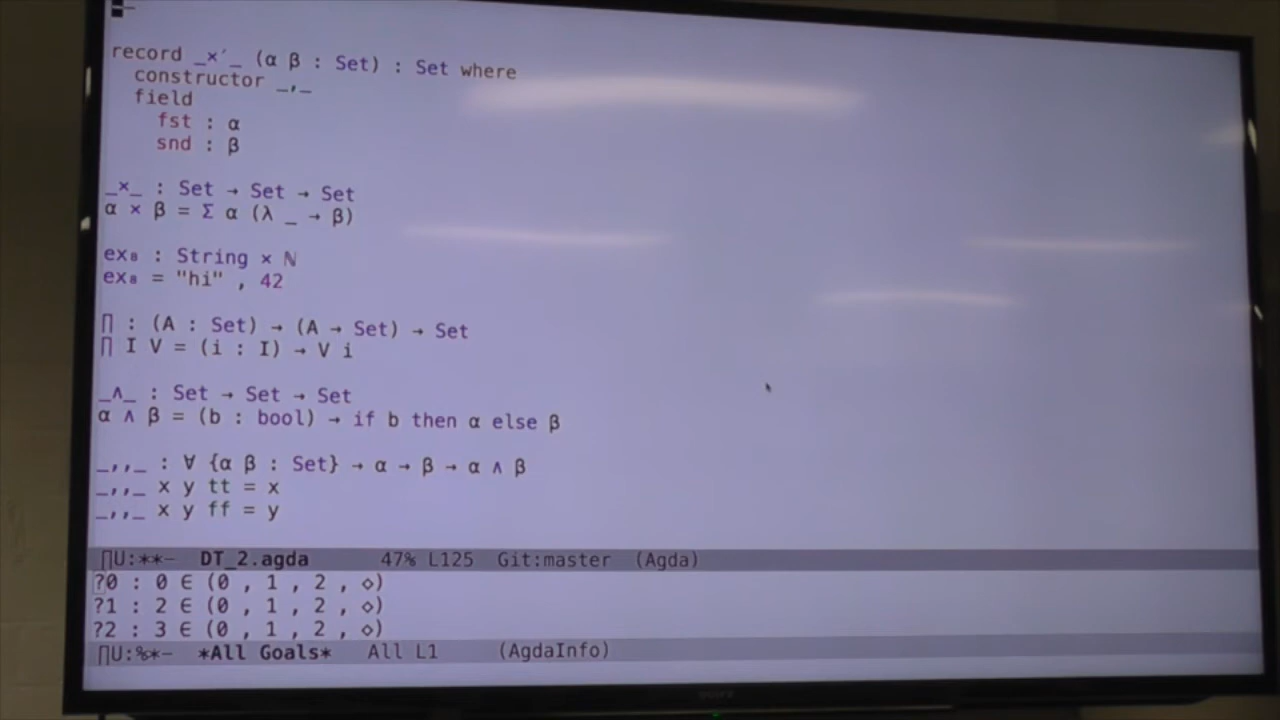 record _×′_ (α β : Set) : Set where
constructor _,_
field
fst : α
snd : β
_×_ : Set → Set → Set
α × β = Σ α (λ _ → β)
ex₈ : String × ℕ
ex₈ = "hi" , 42
∏ : (A : Set) → (A → Set) → Set
∏ I V = (i : I) → V i
_∧_ : Set → Set → Set
α ∧ β = (b : bool) → if b then α else β
_,,_ : ∀ {α β : Set} → α → β → α ∧ β
_,,_ x y tt = x
_,,_ x y ff = y
∏U:**- DT_2.agda 47% L125 Git:master (Agda)
?0 : 0 ∈ (0 , 1 , 2 , ◇)
?1 : 2 ∈ (0 , 1 , 2 , ◇)
?2 : 3 ∈ (0 , 1 , 2 , ◇)
∏U:%*- *All Goals* All L1 (AgdaInfo)